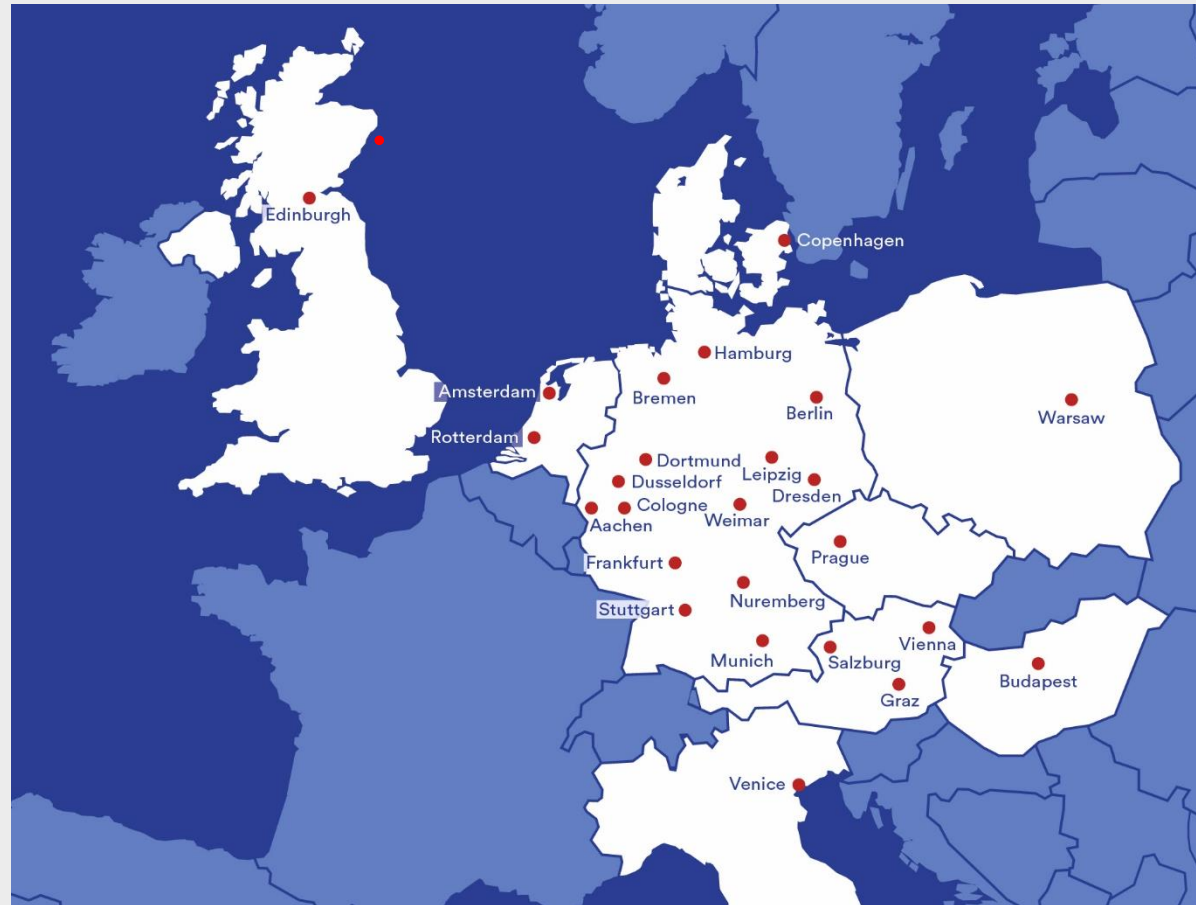 Edinburgh
Copenhagen
Hamburg
Amsterdam
Bremen
Berlin
Warsaw
Rotterdam
Dortmund
Leipzig
Dusseldorf
Dresden
Cologne
Weimar
Aachen
Prague
Frankfurt
Nuremberg
Stuttgart
Vienna
Munich
Salzburg
Budapest
Graz
Venice